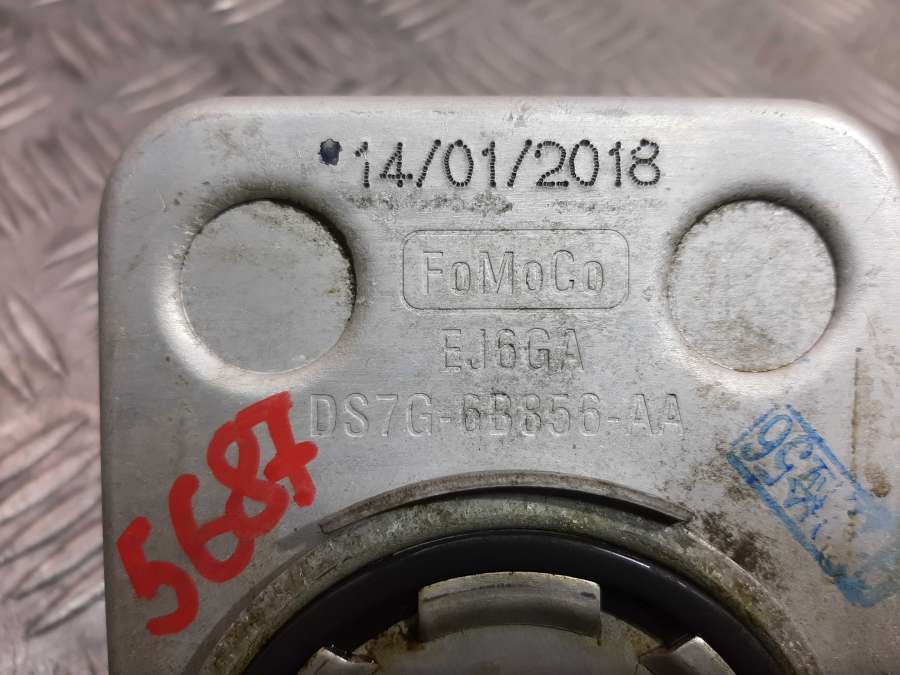 14/01/2018
FoMoCo
EJ6GA
DS7G-6B856-AA
5687